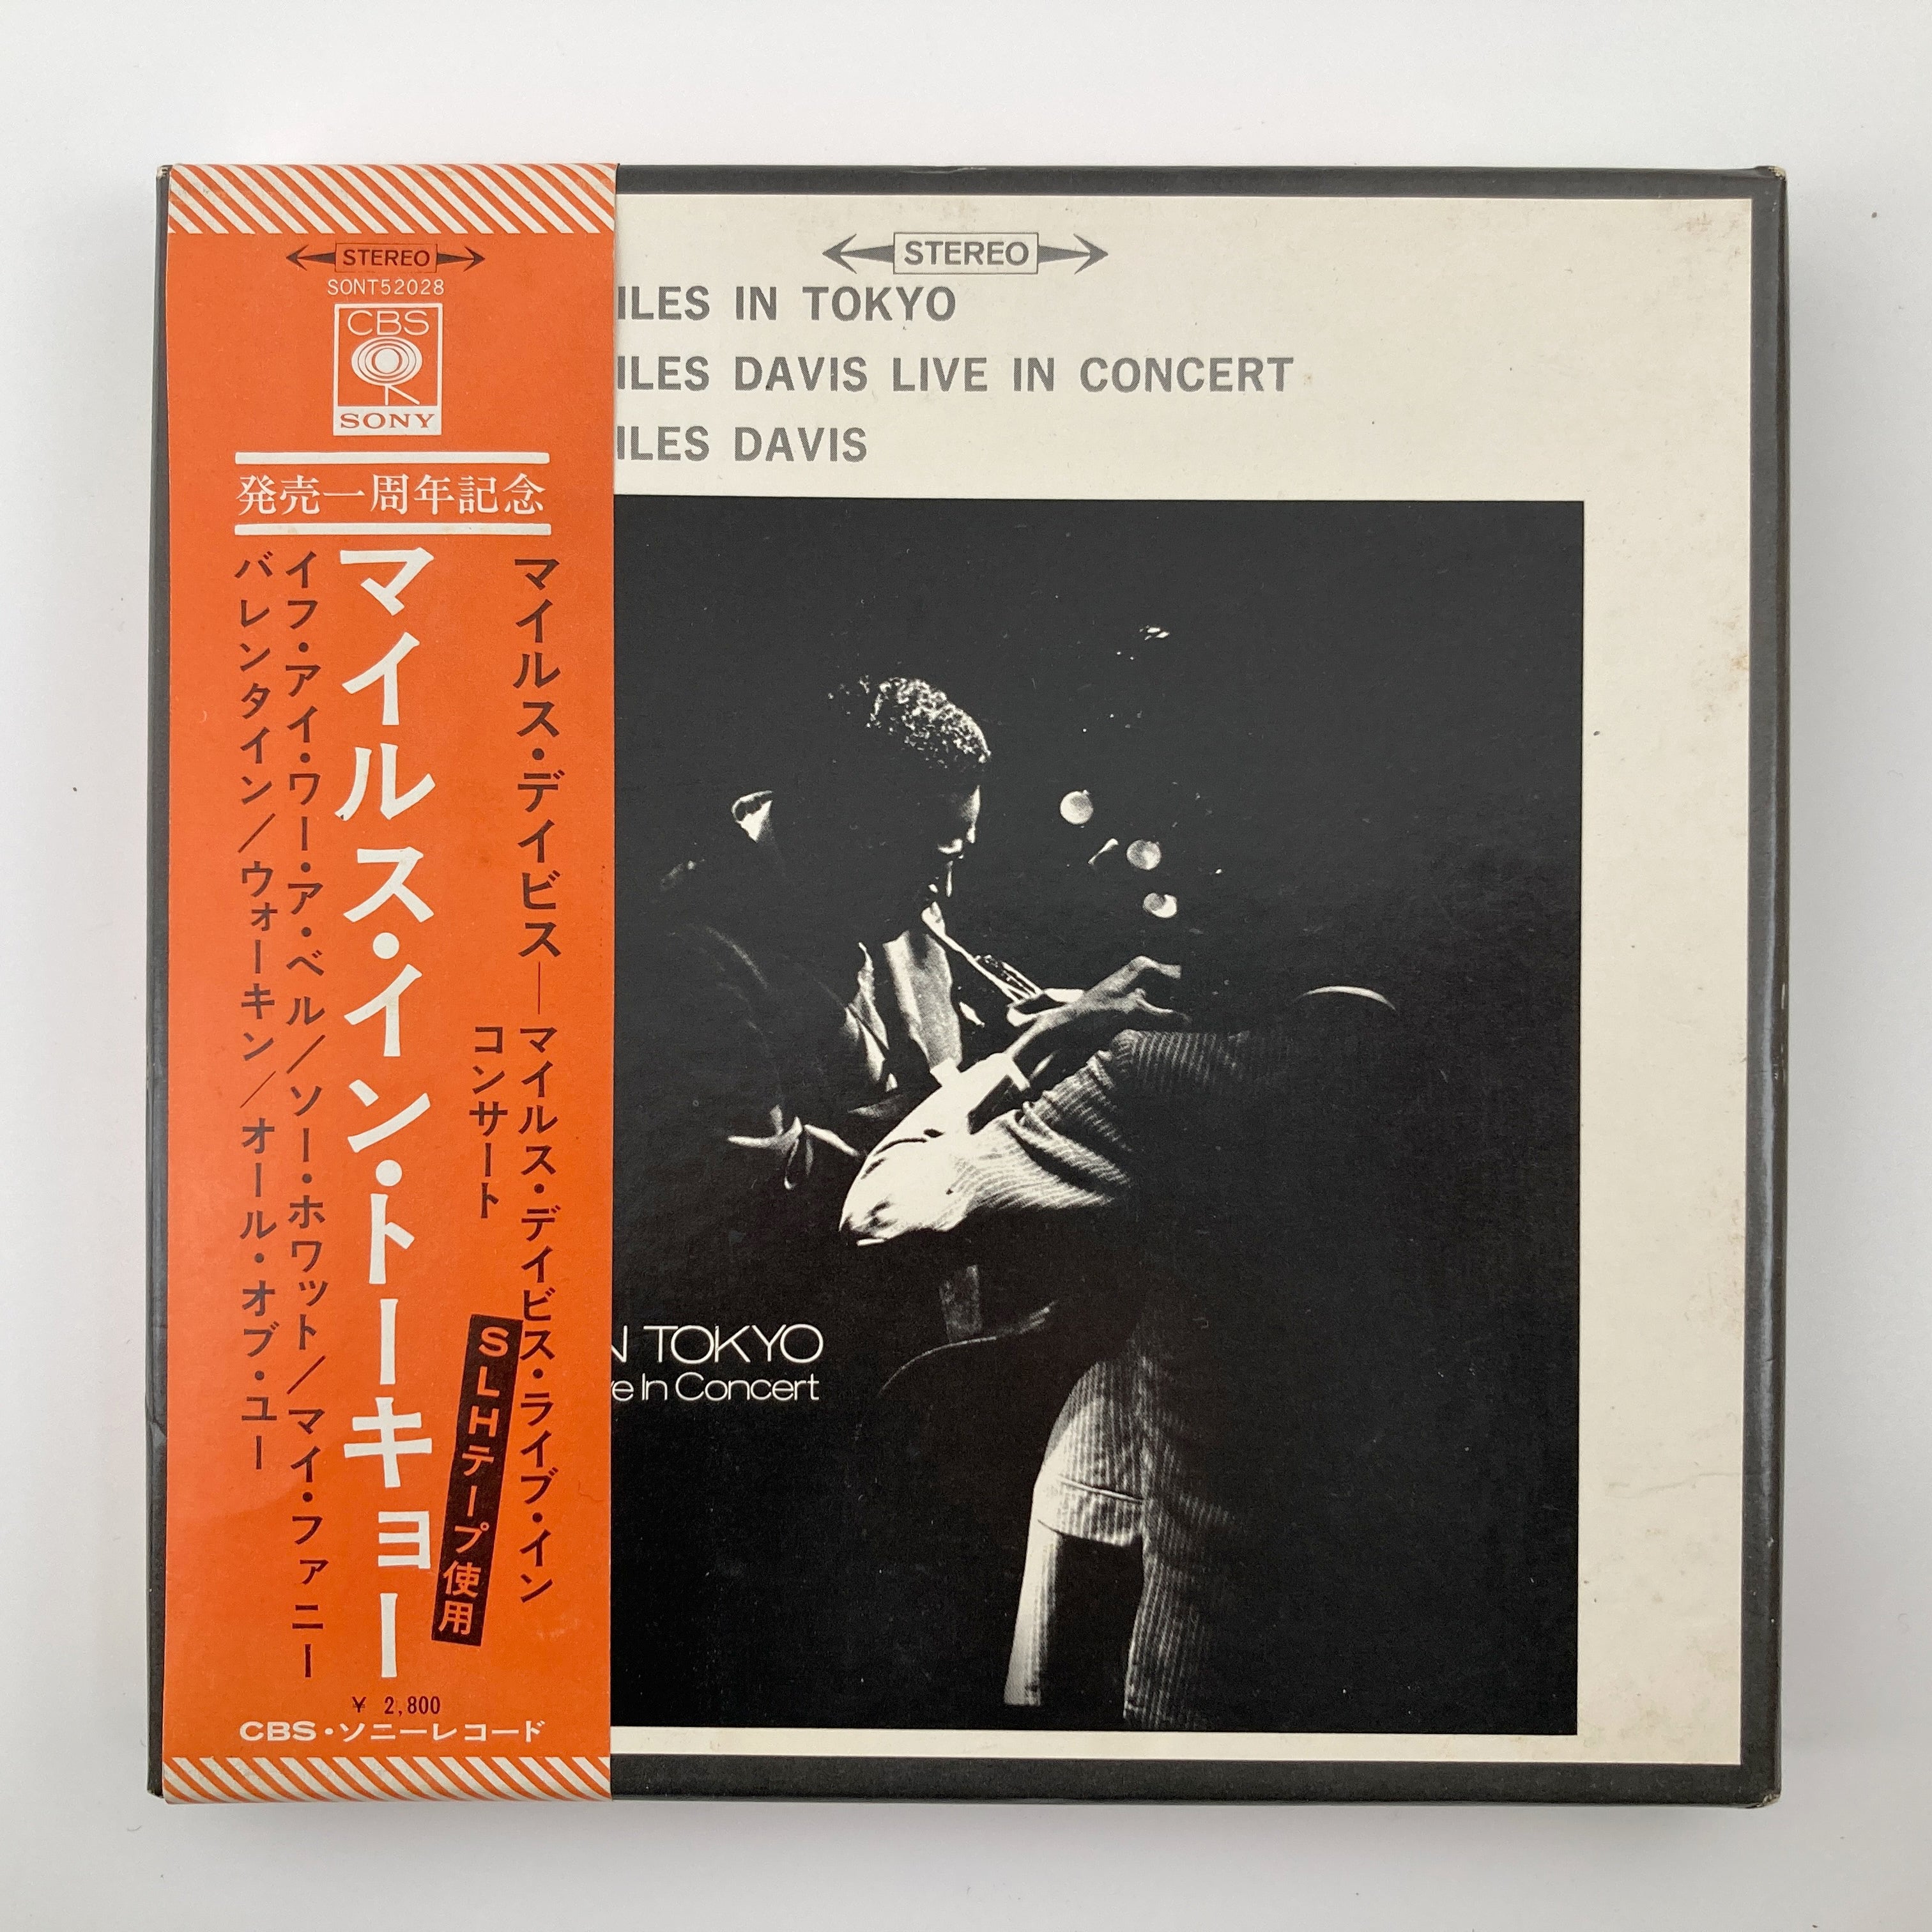 STEREO
SONT52028
CBS
SONY
発売一周年記念
マイルス・デイビス―マイルス・デイビス・ライブ・イン
コンサート
マイルス・イン・トーキョー
イフ・アイ・ワー・ア・ベル/ソー・ホワット/マイ・ファニー
バレンタイン/ウォーキン/オール・オブ・ユー
SLHテープ使用
¥ 2,800
CBS・ソニーレコード
STEREO
ILES IN TOKYO
ILES DAVIS LIVE IN CONCERT
ILES DAVIS
N TOKYO
e In Concert